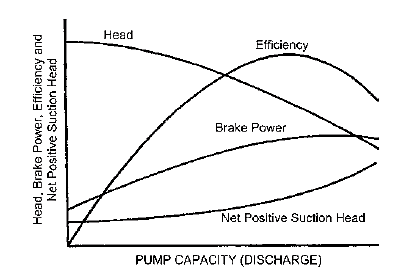 Head
Efficiency
Brake Power
Net Positive Suction Head
Head, Brake Power, Efficiency and
Net Positive Suction Head
PUMP CAPACITY (DISCHARGE)